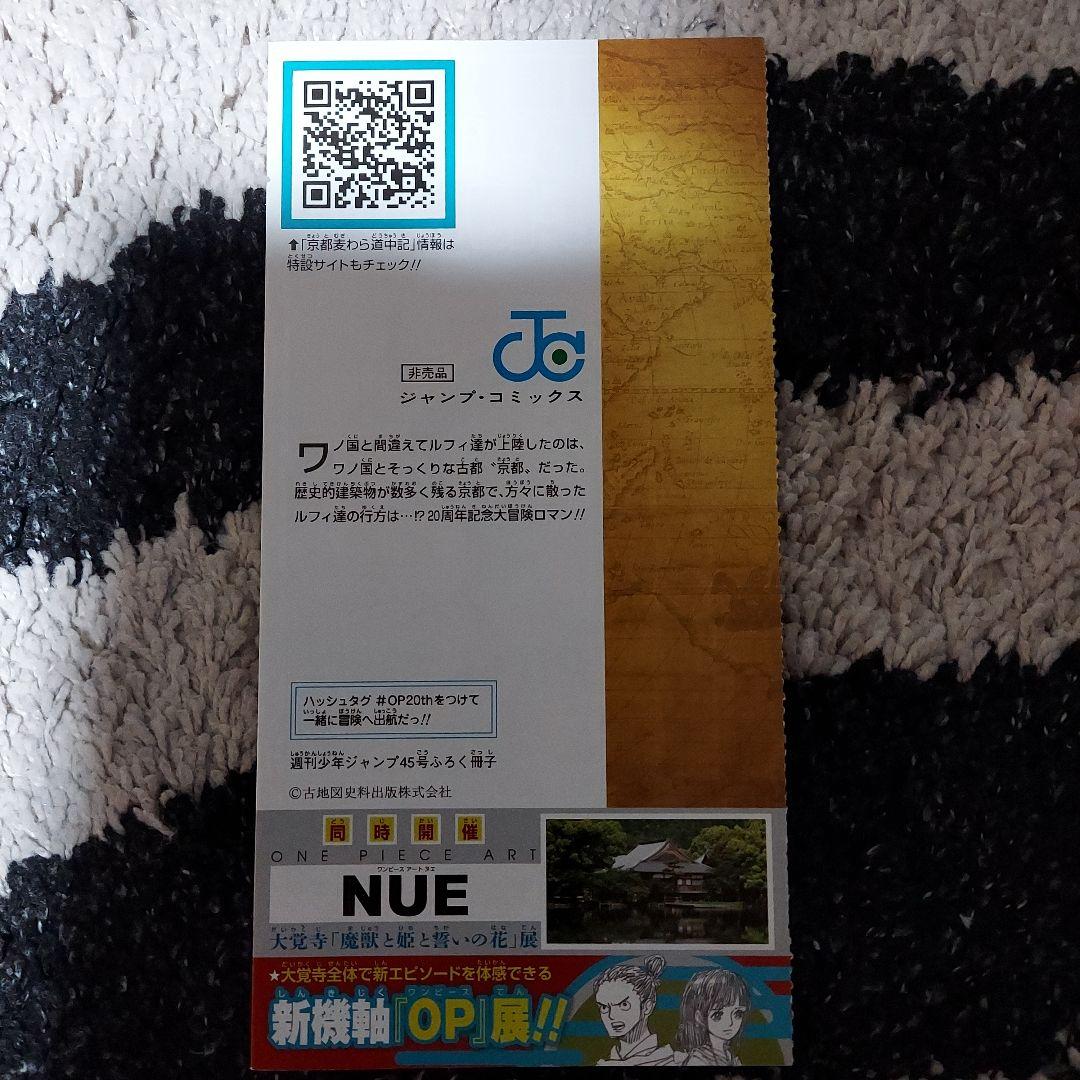 ⬆「京都麦わら道中記」情報は
特設サイトもチェック!!
非売品
ジャンプ・コミックス
ワノ国と間違えてルフィ達が上陸したのは、
ワノ国とそっくりな古都〝京都〟だった。
歴史的建築物が数多く残る京都で、方々に散った
ルフィ達の行方は…!? 20周年記念大冒険ロマン!!
ハッシュタグ #OP20thをつけて
一緒に冒険へ出航だっ!!
週刊少年ジャンプ45号ふろく冊子
©古地図史料出版株式会社
同時開催
ONE PIECE ART
ワンピース アート ヌエ
NUE
大覚寺「魔獣と姫と誓いの花」展
★大覚寺全体で新エピソードを体感できる
新機軸『OP』展!!